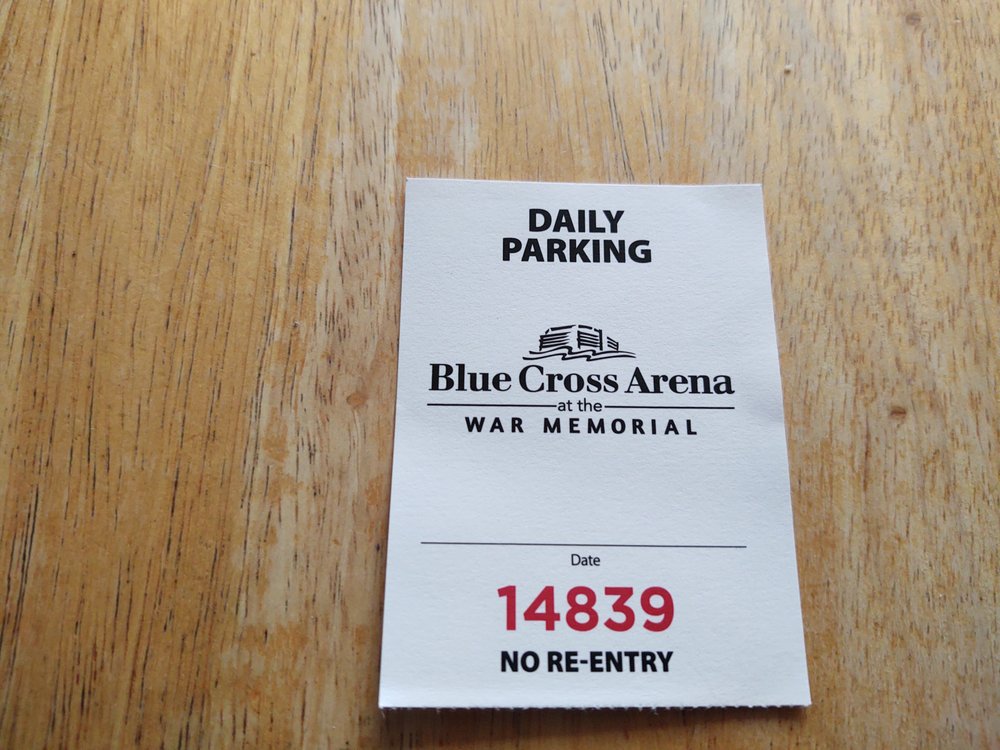 DAILY
PARKING
Blue Cross Arena
at the
WAR MEMORIAL
Date
14839
NO RE-ENTRY